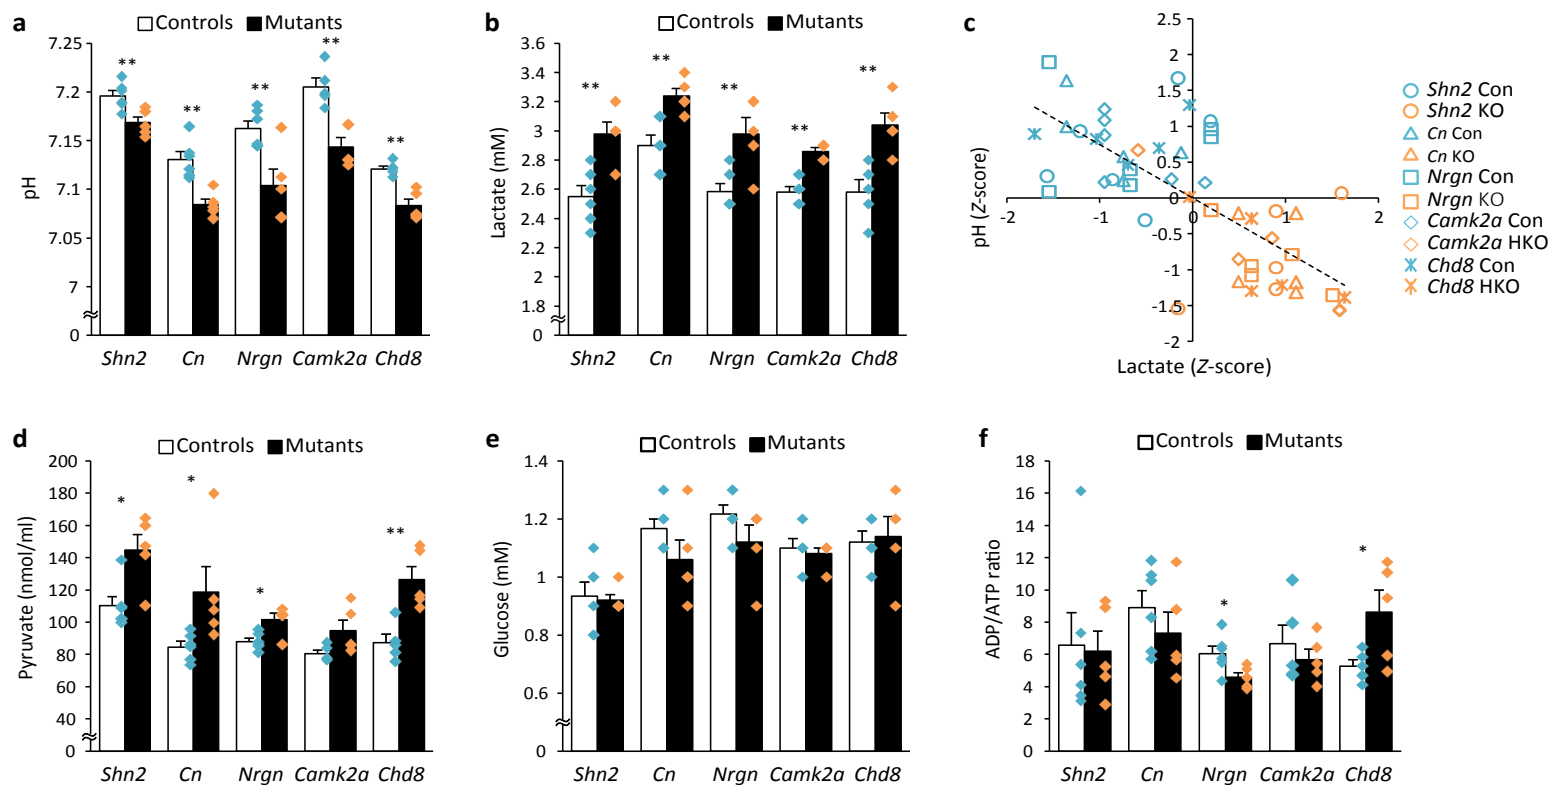 a
Controls Mutants
pH
7.25
7.2
7.15
7.1
7.05
7
0
**
**
**
**
**
Shn2 Cn Nrgn Camk2a Chd8
b
Controls Mutants
Lactate (mM)
3.6
3.4
3.2
3
2.8
2.6
2.4
2.2
2
1.8
0
**
**
**
**
**
Shn2 Cn Nrgn Camk2a Chd8
c
pH (Z-score)
2.5
2
1.5
1
0.5
0
-0.5
-1
-1.5
-2
-2 -1 0 1 2
Lactate (Z-score)
Shn2 Con
Shn2 KO
Cn Con
Cn KO
Nrgn Con
Nrgn KO
Camk2a Con
Camk2a HKO
Chd8 Con
Chd8 HKO
d
Controls Mutants
Pyruvate (nmol/ml)
200
180
160
140
120
100
80
60
40
0
*
*
*
**
Shn2 Cn Nrgn Camk2a Chd8
e
Controls Mutants
Glucose (mM)
1.4
1.2
1
0.8
0.6
0
Shn2 Cn Nrgn Camk2a Chd8
f
Controls Mutants
ADP/ATP ratio
18
16
14
12
10
8
6
4
2
0
*
*
Shn2 Cn Nrgn Camk2a Chd8